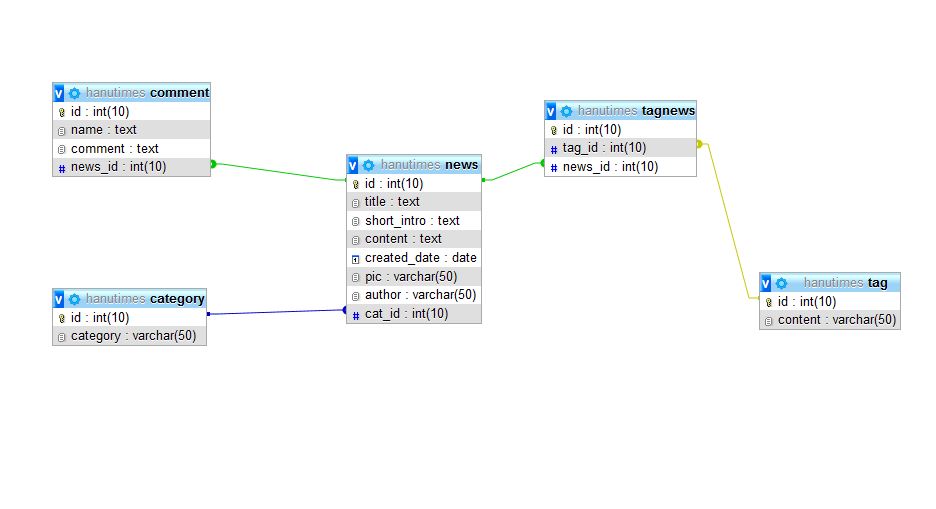 v hanutimes comment
id : int(10)
name : text
comment : text
# news_id : int(10)
v hanutimes category
id : int(10)
category : varchar(50)
v hanutimes news
id : int(10)
title : text
short_intro : text
content : text
created_date : date
pic : varchar(50)
author : varchar(50)
# cat_id : int(10)
v hanutimes tagnews
id : int(10)
# tag_id : int(10)
# news_id : int(10)
v hanutimes tag
id : int(10)
content : varchar(50)